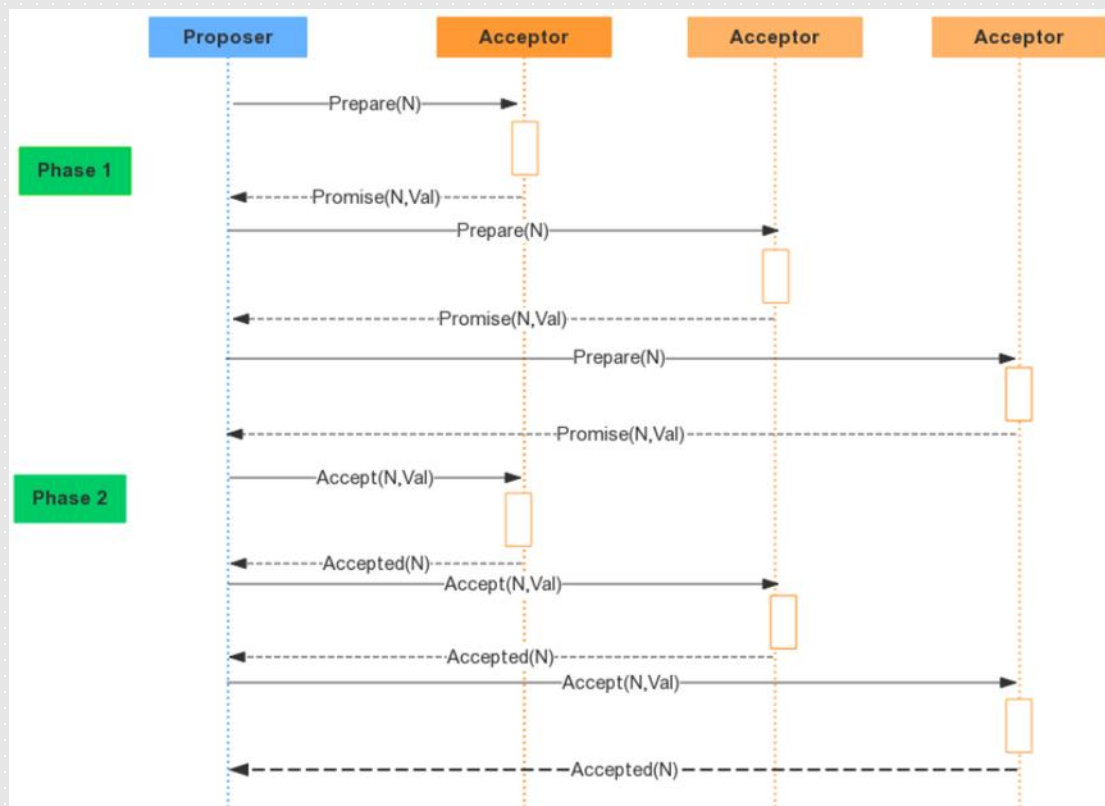 Proposer
Acceptor
Acceptor
Acceptor
Prepare(N)
Phase 1
Promise(N,Val)
Prepare(N)
Promise(N,Val)
Prepare(N)
Promise(N,Val)
Accept(N,Val)
Phase 2
Accepted(N)
Accept(N,Val)
Accepted(N)
Accept(N,Val)
Accepted(N)